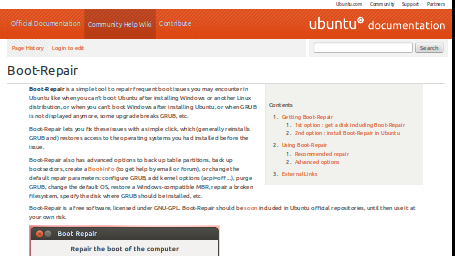 Ubuntu.com Community Support Partners
Official Documentation Community Help Wiki Contribute
ubuntu documentation
Page History Login to edit
Search
Boot-Repair
Boot-Repair is a simple tool to repair frequent boot issues you may encounter in
Ubuntu like when you can't boot Ubuntu after installing Windows or another Linux
distribution, or when you can't boot Windows after installing Ubuntu, or when GRUB
is not displayed anymore, some upgrade breaks GRUB, etc.
Boot-Repair lets you fix these issues with a simple click, which (generally reinstalls
GRUB and) restores access to the operating systems you had installed before the
issue.
Boot-Repair also has advanced options to back up table partitions, back up
bootsectors, create a Boot-Info (to get help by email or forum), or change the
default repair parameters: configure GRUB, add kernel options (acpi=off ...), purge
GRUB, change the default OS, restore a Windows-compatible MBR, repair a broken
filesystem, specify the disk where GRUB should be installed, etc.
Boot-Repair is a free software, licensed under GNU-GPL. Boot-Repair should be soon included in Ubuntu official repositories, until then use it at
your own risk.
Contents
1. Getting Boot-Repair
1. 1st option : get a disk including Boot-Repair
2. 2nd option : install Boot-Repair in Ubuntu
2. Using Boot-Repair
1. Recommended repair
2. Advanced options
3. External Links
Boot Repair
Repair the boot of the computer